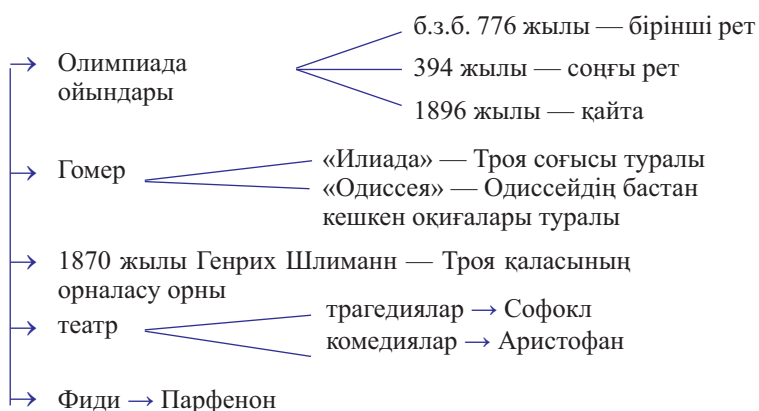 б.з.б. 776 жылы — бірінші рет
→ Олимпиада
ойындары
394 жылы — соңғы рет
1896 жылы — қайта
→ Гомер
«Илиада» — Троя соғысы туралы
«Одиссея» — Одиссейдің бастан
кешкен оқиғалары туралы
→ 1870 жылы Генрих Шлиманн — Троя қаласының
орналасу орны
→ театр
трагедиялар → Софокл
комедиялар → Аристофан
→ Фиди → Парфенон